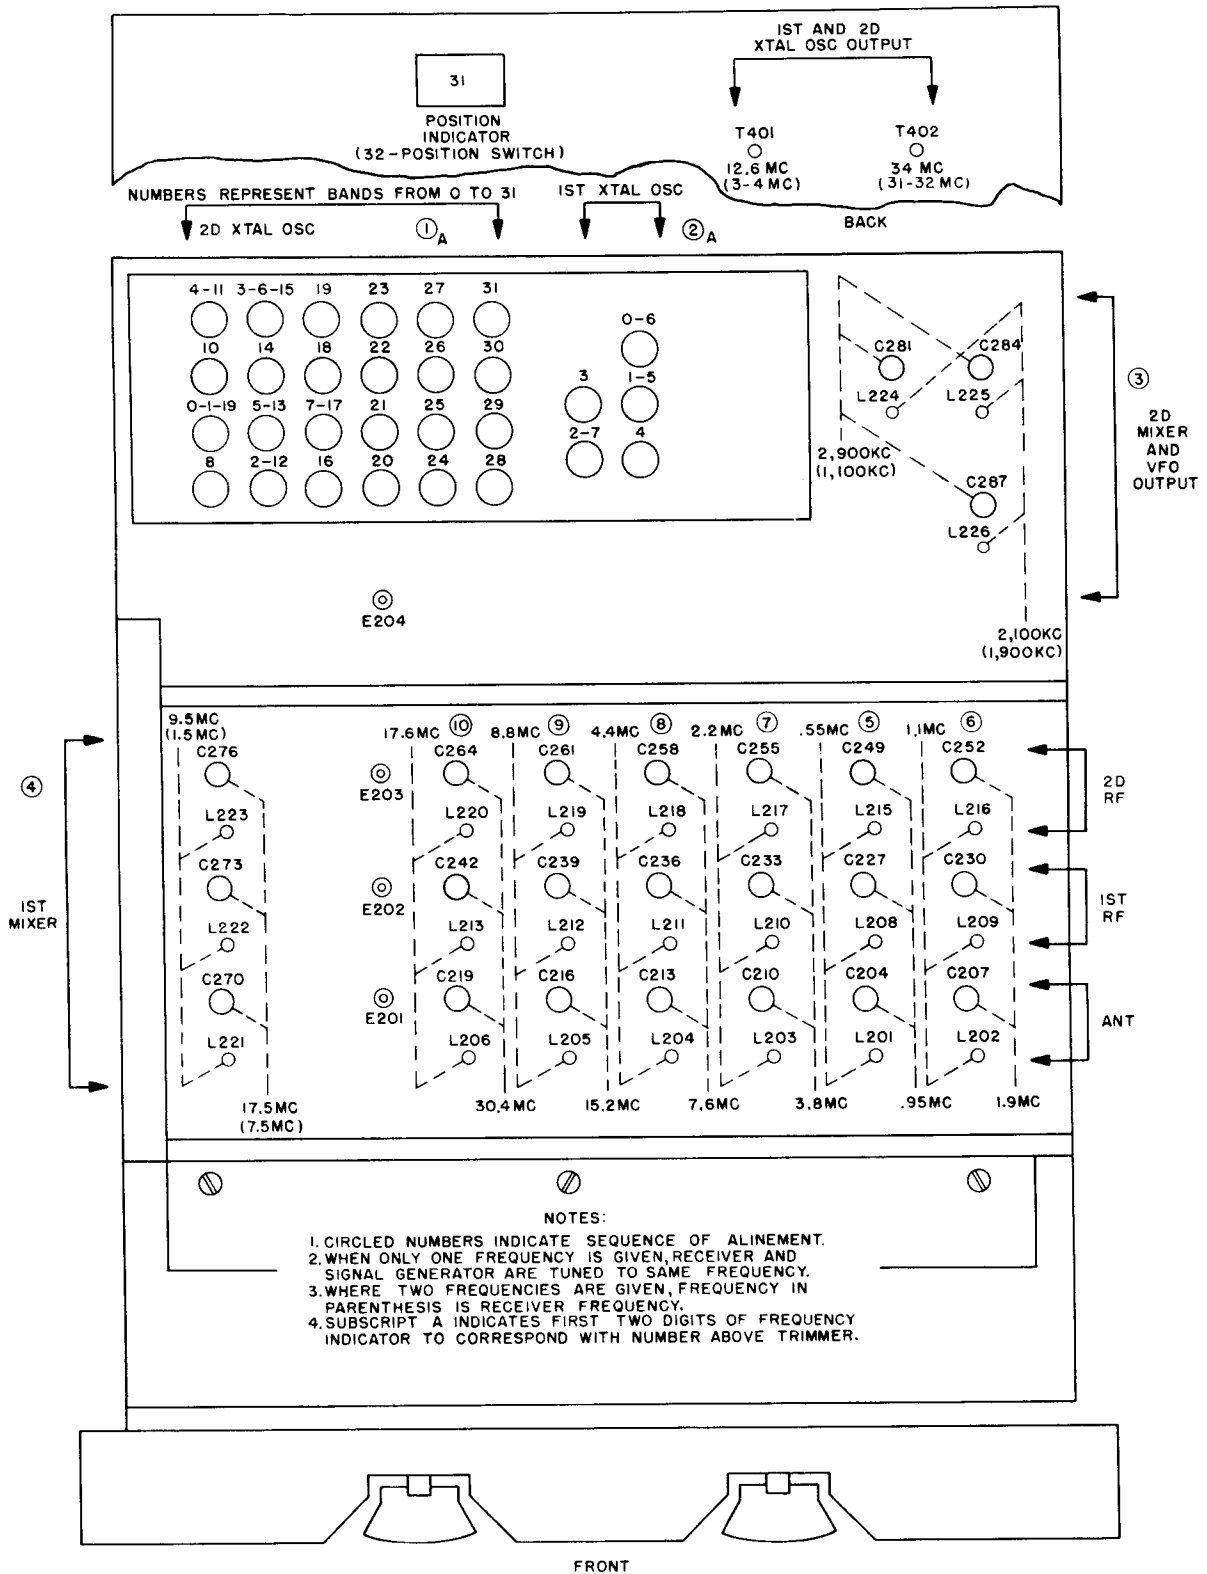 1ST AND 2D
XTAL OSC OUTPUT
31
POSITION
INDICATOR
(32-POSITION SWITCH)
T401
12.6 MC
(3-4 MC)
T402
34 MC
(31-32 MC)
NUMBERS REPRESENT BANDS FROM 0 TO 31
1ST XTAL OSC
BACK
2D XTAL OSC
1 A
2 A
4-11 3-6-15 19 23 27 31
10 14 18 22 26 30
0-1-19 5-13 7-17 21 25 29
8 2-12 16 20 24 28
0-6
3 1-5
2-7 4
C281 C284
L224 L225
2,900KC
(1,100KC)
C287
L226
2,100KC
(1,900KC)
3
2D
MIXER
AND
VFO
OUTPUT
E204
9.5MC
(1.5MC)
17.6MC 10 8.8MC 9 4.4MC 8 2.2MC 7 .55MC 5 1.1MC 6
C276 C264 C261 C258 C255 C249 C252
E203
L223 L220 L219 L218 L217 L215 L216
2D
RF
C273 C242 C239 C236 C233 C227 C230
E202
L222 L213 L212 L211 L210 L208 L209
1ST
RF
C270 C219 C216 C213 C210 C204 C207
E201
L221 L206 L205 L204 L203 L201 L202
ANT
4
1ST
MIXER
17.5MC
(7.5MC)
30.4MC 15.2MC 7.6MC 3.8MC .95MC 1.9MC
NOTES:
1. CIRCLED NUMBERS INDICATE SEQUENCE OF ALINEMENT.
2. WHEN ONLY ONE FREQUENCY IS GIVEN, RECEIVER AND
SIGNAL GENERATOR ARE TUNED TO SAME FREQUENCY.
3. WHERE TWO FREQUENCIES ARE GIVEN, FREQUENCY IN
PARENTHESIS IS RECEIVER FREQUENCY.
4. SUBSCRIPT A INDICATES FIRST TWO DIGITS OF FREQUENCY
INDICATOR TO CORRESPOND WITH NUMBER ABOVE TRIMMER.
FRONT